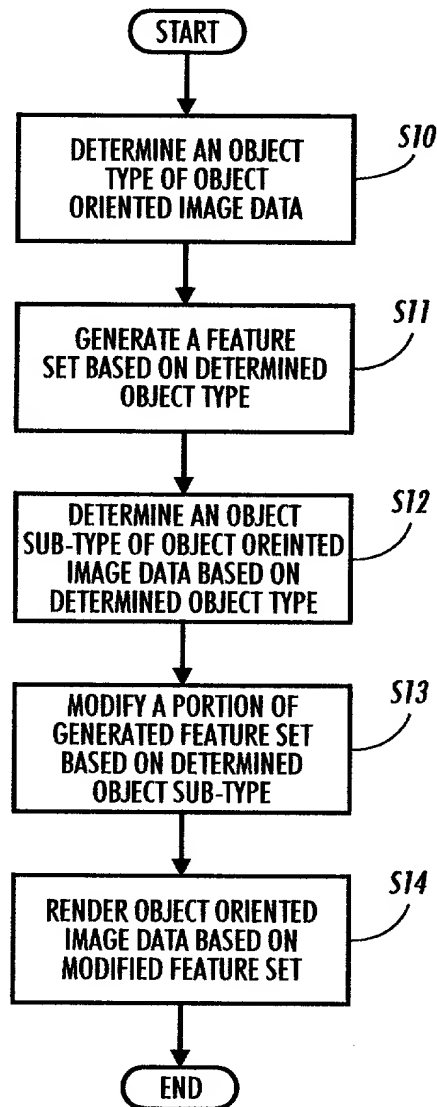 START
DETERMINE AN OBJECT
TYPE OF OBJECT
ORIENTED IMAGE DATA
S10
GENERATE A FEATURE
SET BASED ON DETERMINED
OBJECT TYPE
S11
DETERMINE AN OBJECT
SUB-TYPE OF OBJECT OREINTED
IMAGE DATA BASED ON
DETERMINED OBJECT TYPE
S12
MODIFY A PORTION OF
GENERATED FEATURE SET
BASED ON DETERMINED
OBJECT SUB-TYPE
S13
RENDER OBJECT ORIENTED
IMAGE DATA BASED ON
MODIFIED FEATURE SET
S14
END